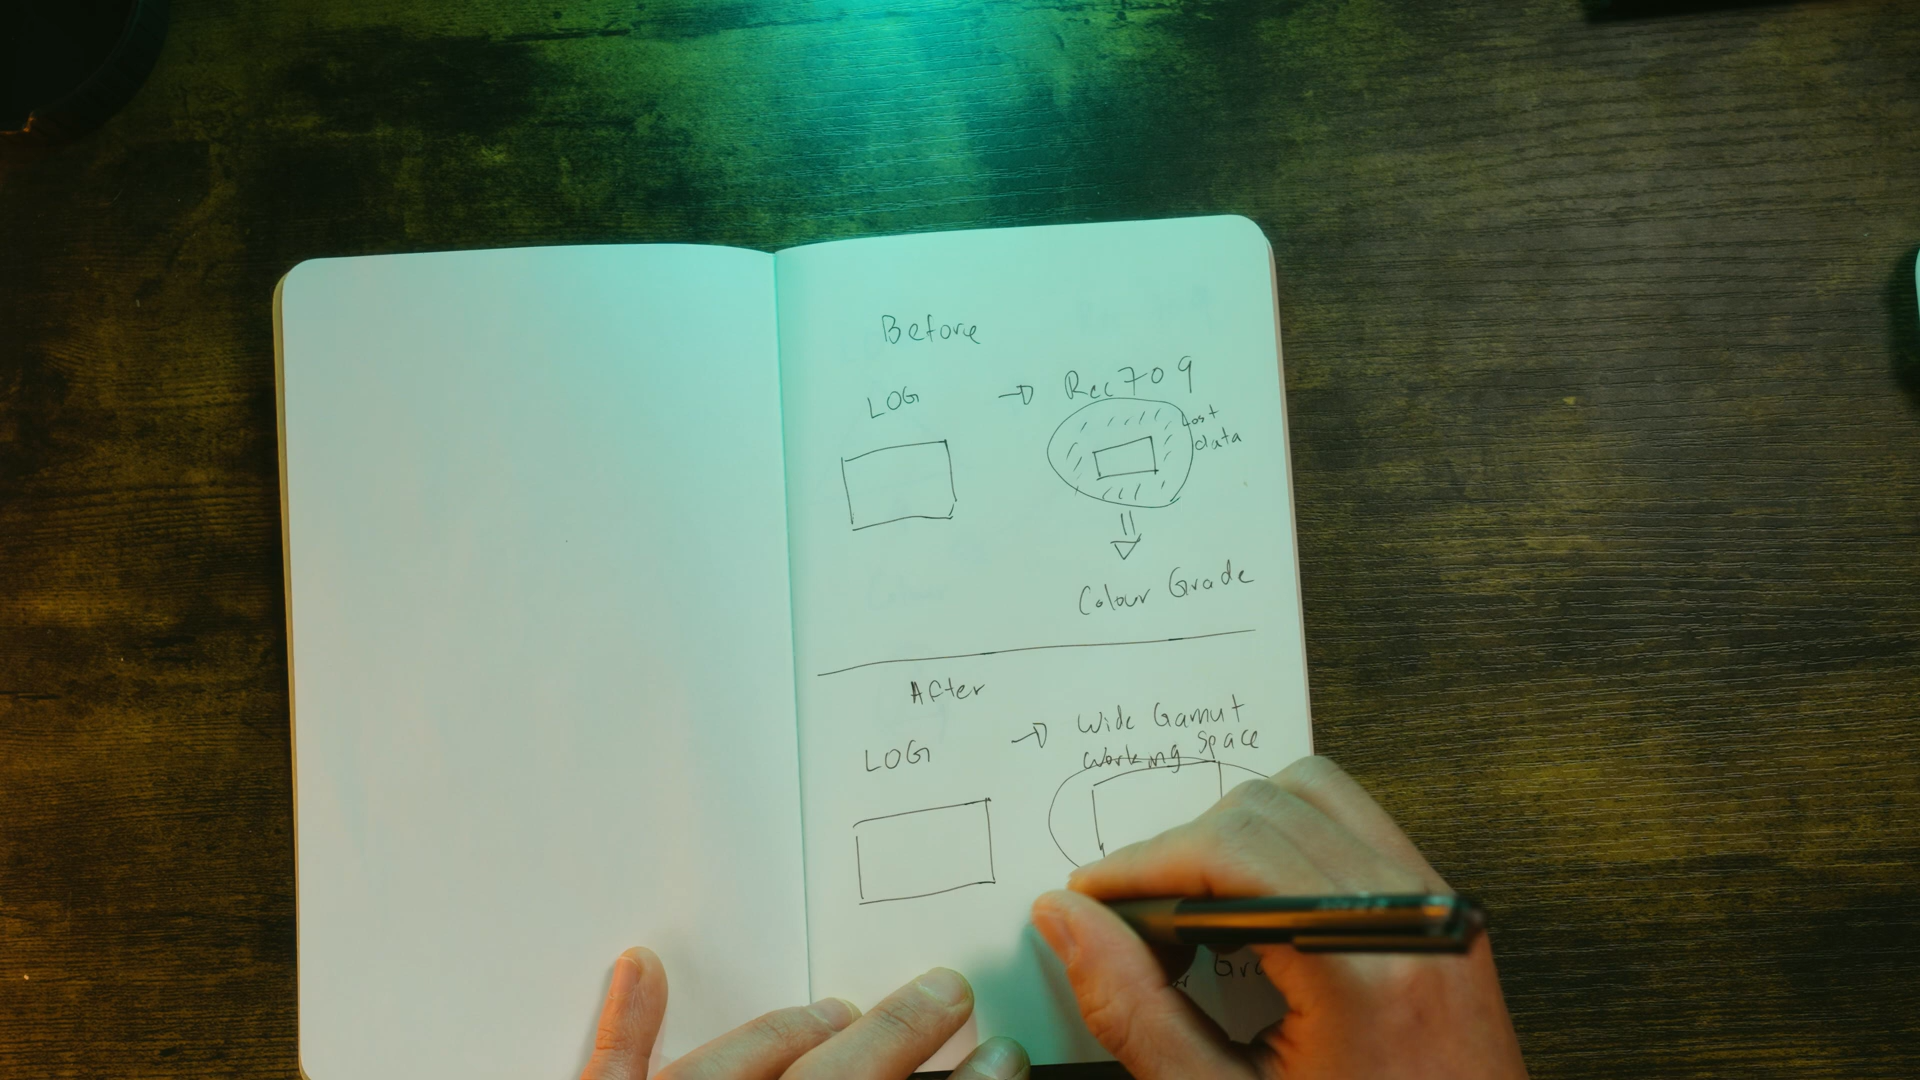 Before
LOG → Rec709
Lost
data
Colour Grade
After
LOG → Wide Gamut
Working Space